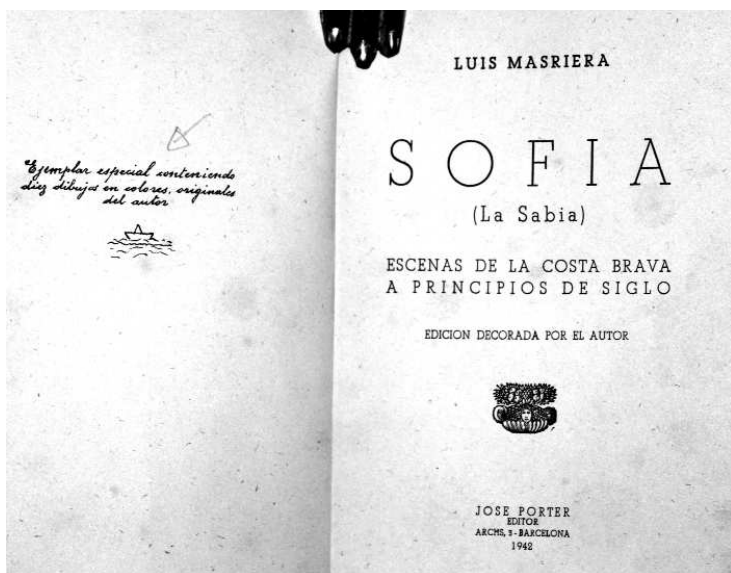 Ejemplar especial conteniendo
diez dibujos en colores, originales
del autor
LUIS MASRIERA
SOFIA
(La Sabia)
ESCENAS DE LA COSTA BRAVA
A PRINCIPIOS DE SIGLO
EDICION DECORADA POR EL AUTOR
JOSE PORTER
EDITOR
ARCHS, 3 - BARCELONA
1942